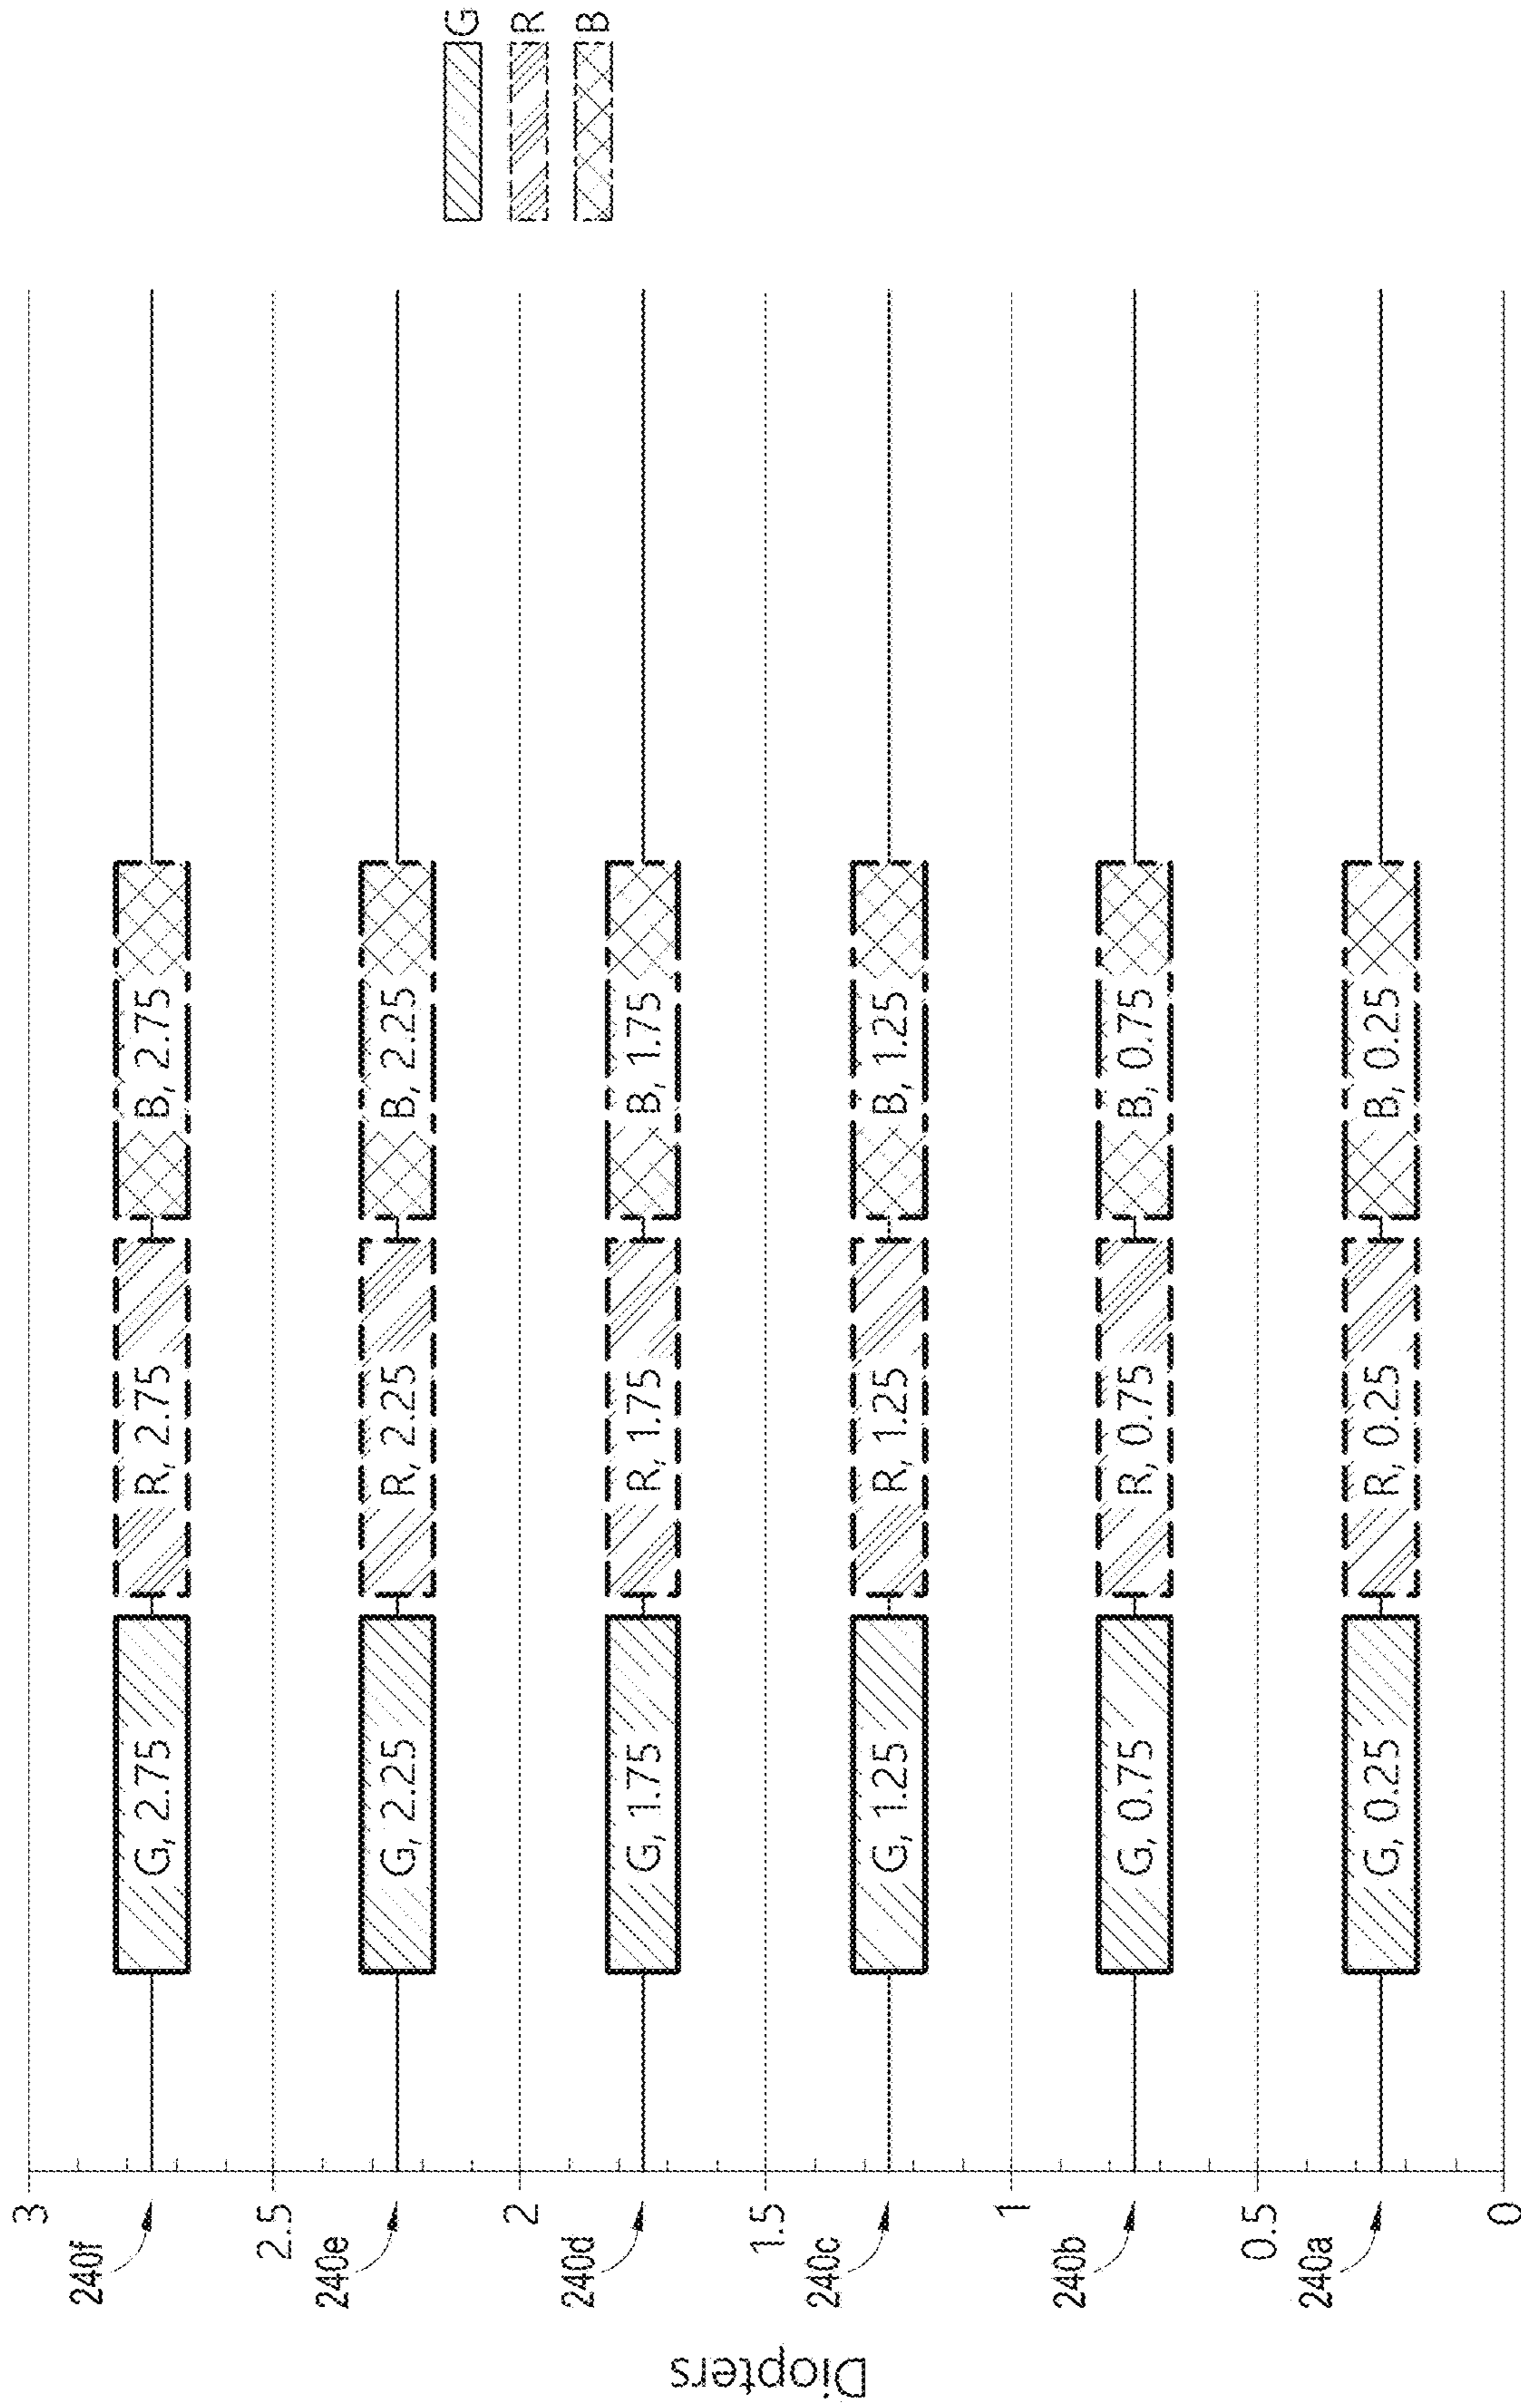 Diopters
3
2.5
2
1.5
1
0.5
0
240f
240e
240d
240c
240b
240a
G, 2.75 R, 2.75 B, 2.75
G, 2.25 R, 2.25 B, 2.25
G, 1.75 R, 1.75 B, 1.75
G, 1.25 R, 1.25 B, 1.25
G, 0.75 R, 0.75 B, 0.75
G, 0.25 R, 0.25 B, 0.25
G
R
B